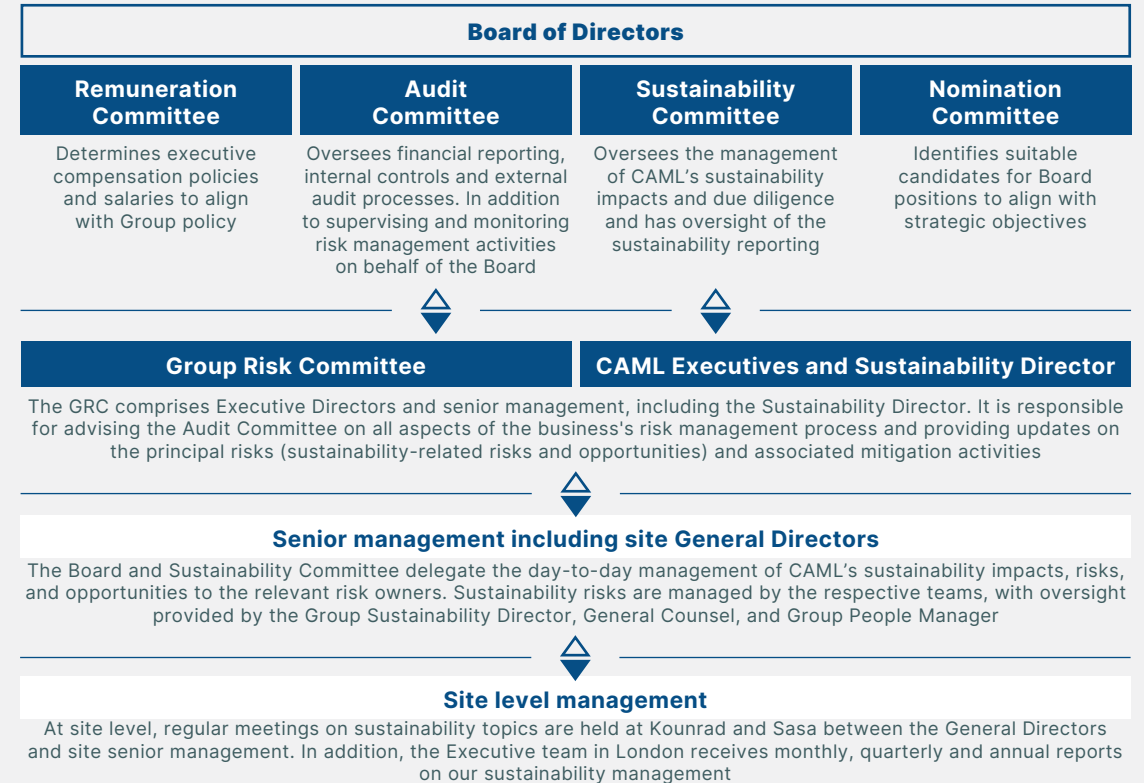 Board of Directors
Remuneration
Committee
Determines executive
compensation policies
and salaries to align
with Group policy
Audit
Committee
Oversees financial reporting,
internal controls and external
audit processes. In addition
to supervising and monitoring
risk management activities
on behalf of the Board
Sustainability
Committee
Oversees the management
of CAML’s sustainability
impacts and due diligence
and has oversight of the
sustainability reporting
Nomination
Committee
Identifies suitable
candidates for Board
positions to align with
strategic objectives
Group Risk Committee
CAML Executives and Sustainability Director
The GRC comprises Executive Directors and senior management, including the Sustainability Director. It is responsible
for advising the Audit Committee on all aspects of the business's risk management process and providing updates on
the principal risks (sustainability-related risks and opportunities) and associated mitigation activities
Senior management including site General Directors
The Board and Sustainability Committee delegate the day-to-day management of CAML’s sustainability impacts, risks,
and opportunities to the relevant risk owners. Sustainability risks are managed by the respective teams, with oversight
provided by the Group Sustainability Director, General Counsel, and Group People Manager
Site level management
At site level, regular meetings on sustainability topics are held at Kounrad and Sasa between the General Directors
and site senior management. In addition, the Executive team in London receives monthly, quarterly and annual reports
on our sustainability management